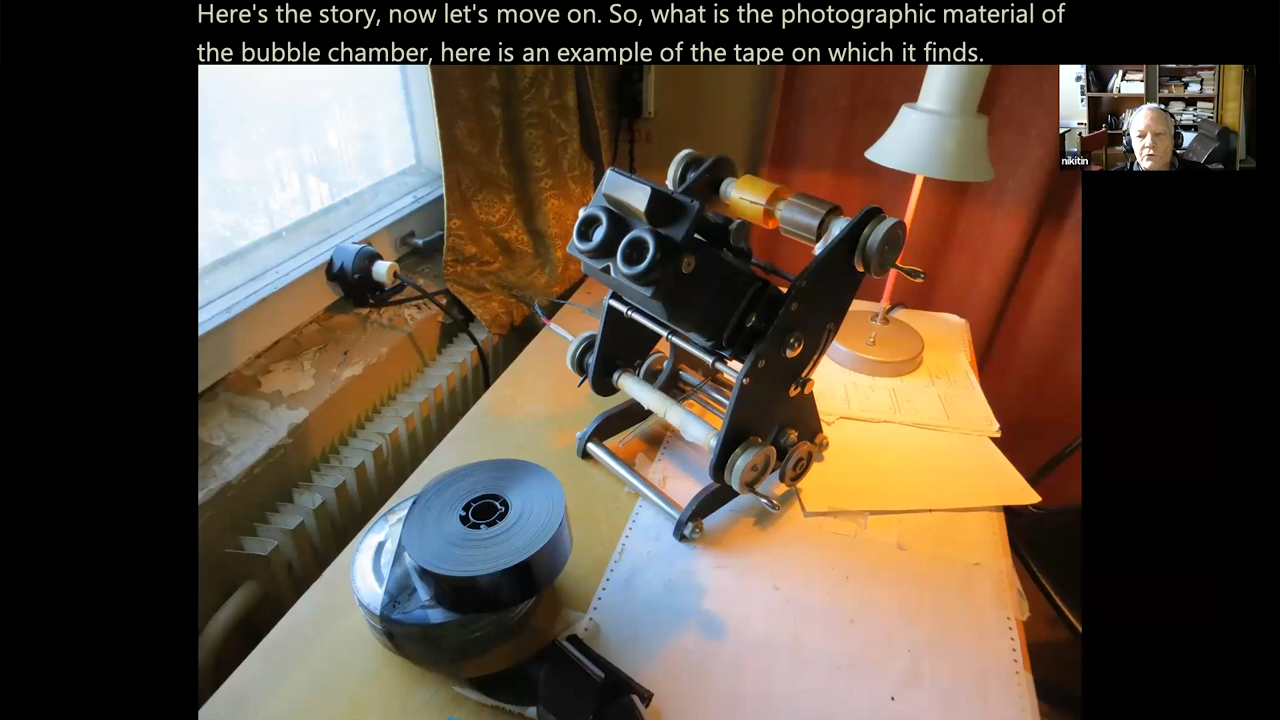 Here's the story, now let's move on. So, what is the photographic material of
the bubble chamber, here is an example of the tape on which it finds.
nikitin